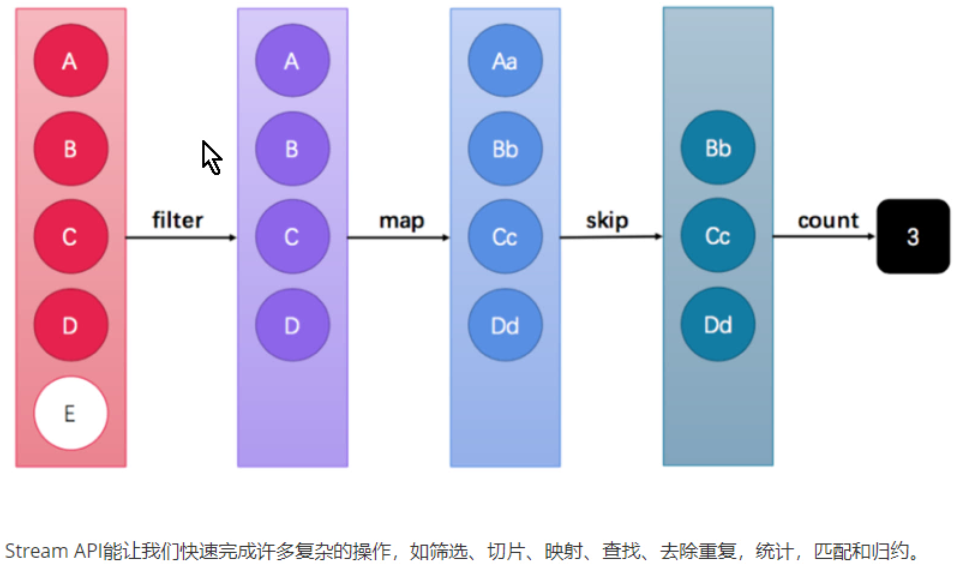 A A Aa
B B Bb Bb
filter map skip count
C C Cc Cc 3
D D Dd Dd
E
Stream API能让我们快速完成许多复杂的操作，如筛选、切片、映射、查找、去除重复，统计，匹配和归约。